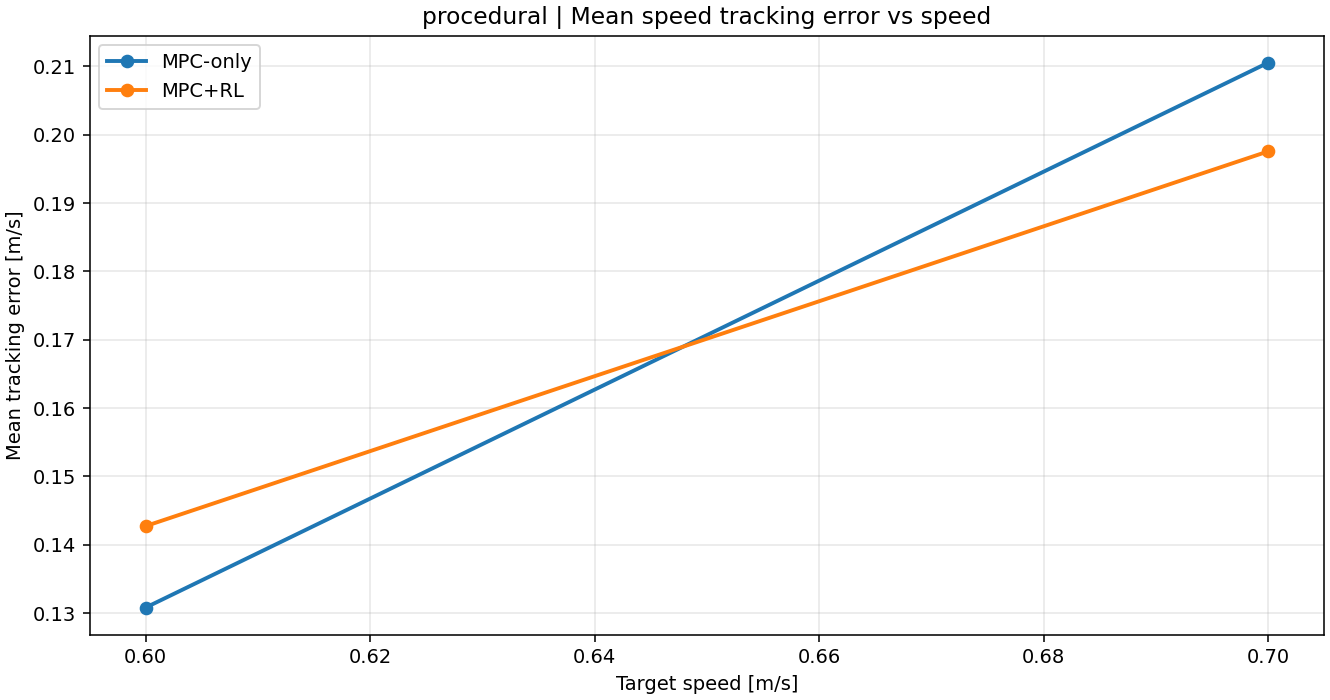 procedural | Mean speed tracking error vs speed
MPC-only
MPC+RL
Mean tracking error [m/s]
0.21
0.20
0.19
0.18
0.17
0.16
0.15
0.14
0.13
0.60 0.62 0.64 0.66 0.68 0.70
Target speed [m/s]